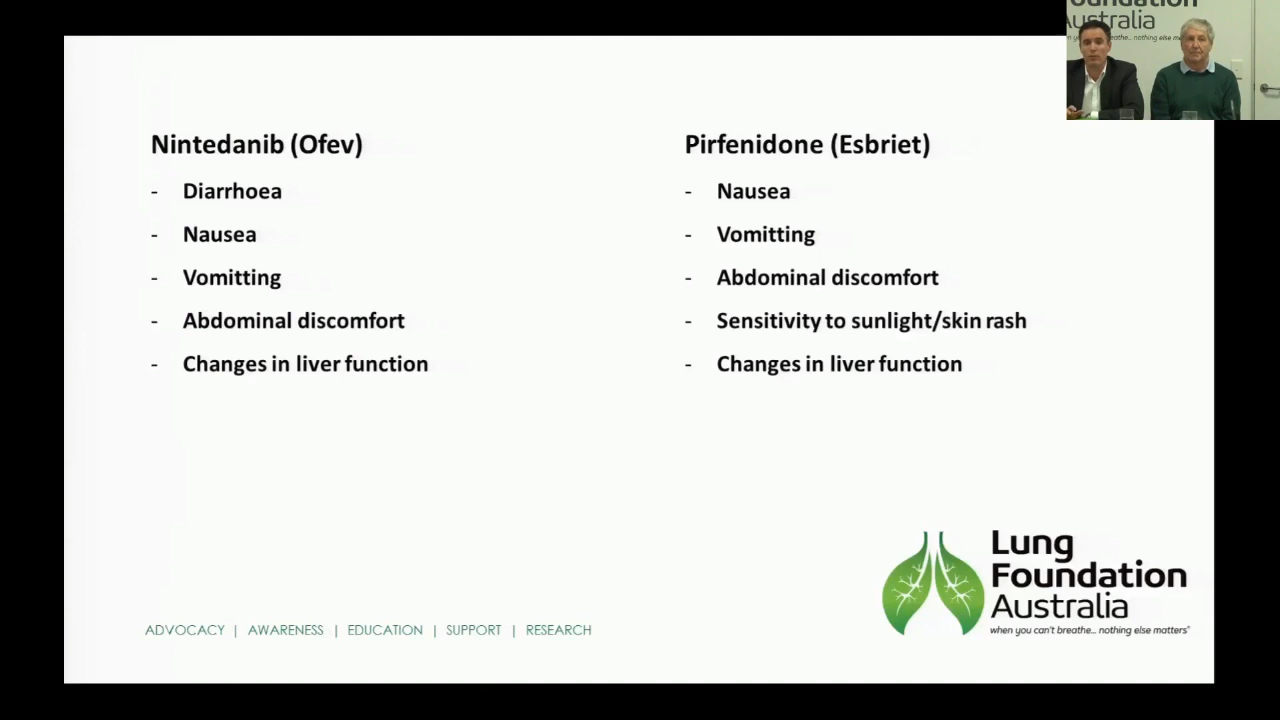 Nintedanib (Ofev)
- Diarrhoea
- Nausea
- Vomitting
- Abdominal discomfort
- Changes in liver function
Pirfenidone (Esbriet)
- Nausea
- Vomitting
- Abdominal discomfort
- Sensitivity to sunlight/skin rash
- Changes in liver function
Australia
ADVOCACY | AWARENESS | EDUCATION | SUPPORT | RESEARCH
Lung
Foundation
Australia
when you can't breathe... nothing else matters®